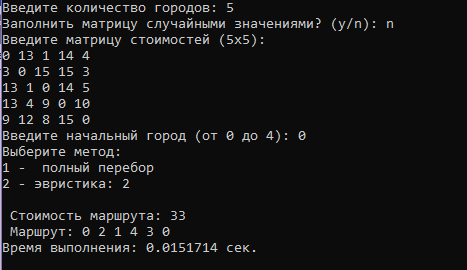 Введите количество городов: 5
Заполнить матрицу случайными значениями? (y/n): n
Введите матрицу стоимостей (5x5):
0 13 1 14 4
3 0 15 15 3
13 1 0 14 5
13 4 9 0 10
9 12 8 15 0
Введите начальный город (от 0 до 4): 0
Выберите метод:
1 -  полный перебор
2 - эвристика: 2
Стоимость маршрута: 33
Маршрут: 0 2 1 4 3 0
Время выполнения: 0.0151714 сек.